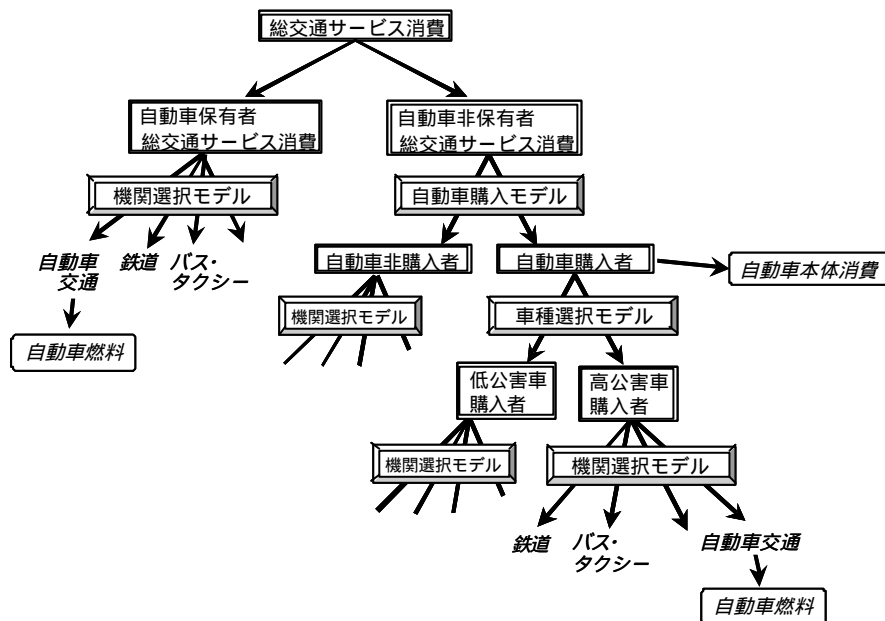 総交通サービス消費
自動車保有者
総交通サービス消費
自動車非保有者
総交通サービス消費
機関選択モデル
自動車購入モデル
自動車
交通
鉄道
バス・
タクシー
自動車非購入者
自動車購入者
自動車本体消費
機関選択モデル
車種選択モデル
自動車燃料
低公害車
購入者
高公害車
購入者
機関選択モデル
機関選択モデル
鉄道
バス・
タクシー
自動車交通
自動車燃料